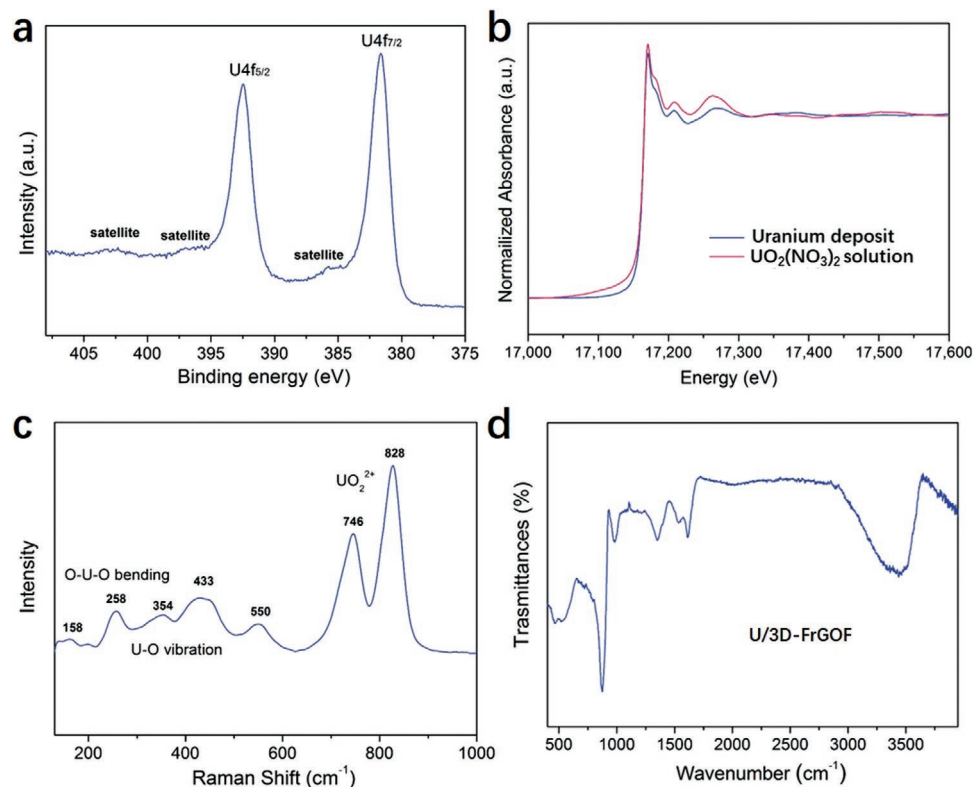 a
U4f5/2
U4f7/2
satellite
satellite
satellite
Intensity (a.u.)
405 400 395 390 385 380 375
Binding energy (eV)
b
Normailized Absorbance (a.u.)
Uranium deposit
UO2(NO3)2 solution
17,000 17,100 17,200 17,300 17,400 17,500 17,600
Energy (eV)
c
828
UO2 2+
746
O-U-O bending
433
258
354
550
158
U-O vibration
Intensity
200 400 600 800 1000
Raman Shift (cm-1)
d
Trasmittances (%)
U/3D-FrGOF
500 1000 1500 2000 2500 3000 3500
Wavenumber (cm-1)